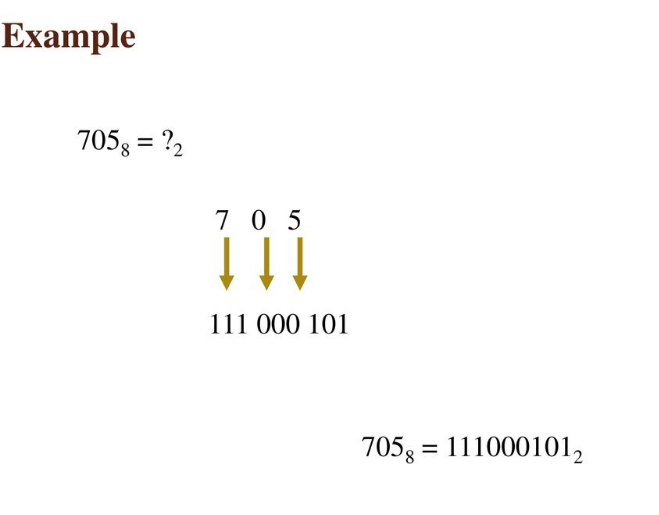 Example
705₈ = ?₂
7 0 5
111 000 101
705₈ = 111000101₂